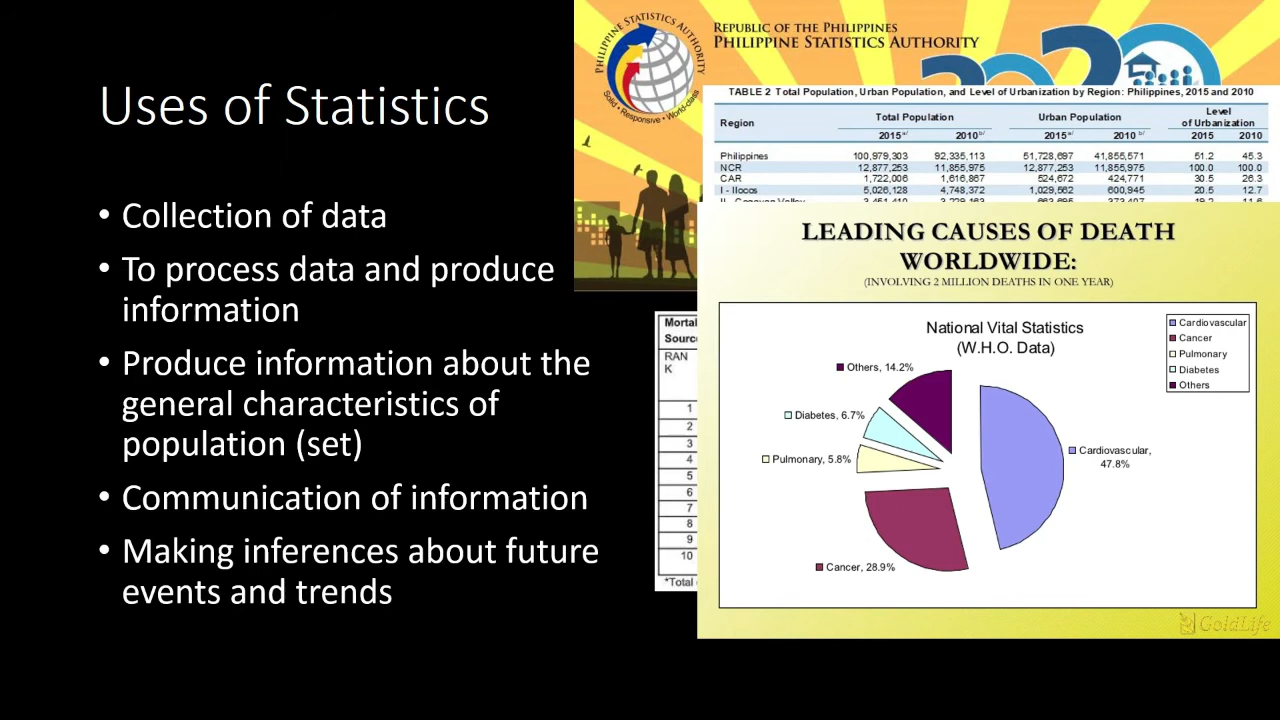 Uses of Statistics
• Collection of data
• To process data and produce
information
• Produce information about the
general characteristics of
population (set)
• Communication of information
• Making inferences about future
events and trends
PHILIPPINE STATISTICS AUTHORITY
Solid • Responsive • World-class
REPUBLIC OF THE PHILIPPINES
PHILIPPINE STATISTICS AUTHORITY
2020
TABLE 2 Total Population, Urban Population, and Level of Urbanization by Region: Philippines, 2015 and 2010
Region Total Population Urban Population Level of Urbanization
2015 a/ 2010 b/ 2015 a/ 2010 b/ 2015 2010
Philippines 100,979,303 92,335,113 51,728,697 41,855,571 51.2 45.3
NCR 12,877,253 11,855,975 12,877,253 11,855,975 100.0 100.0
CAR 1,722,006 1,616,867 524,672 424,771 30.5 26.3
I - Ilocos 5,026,128 4,748,372 1,029,562 600,945 20.5 12.7
Mortal
Sourc
RAN
K
1
2
3
4
5
6
7
8
9
10
*Total
LEADING CAUSES OF DEATH
WORLDWIDE:
(INVOLVING 2 MILLION DEATHS IN ONE YEAR)
National Vital Statistics
(W.H.O. Data)
Cardiovascular
Cancer
Pulmonary
Diabetes
Others
Others, 14.2%
Diabetes, 6.7%
Pulmonary, 5.8%
Cardiovascular,
47.8%
Cancer, 28.9%
GoldLife